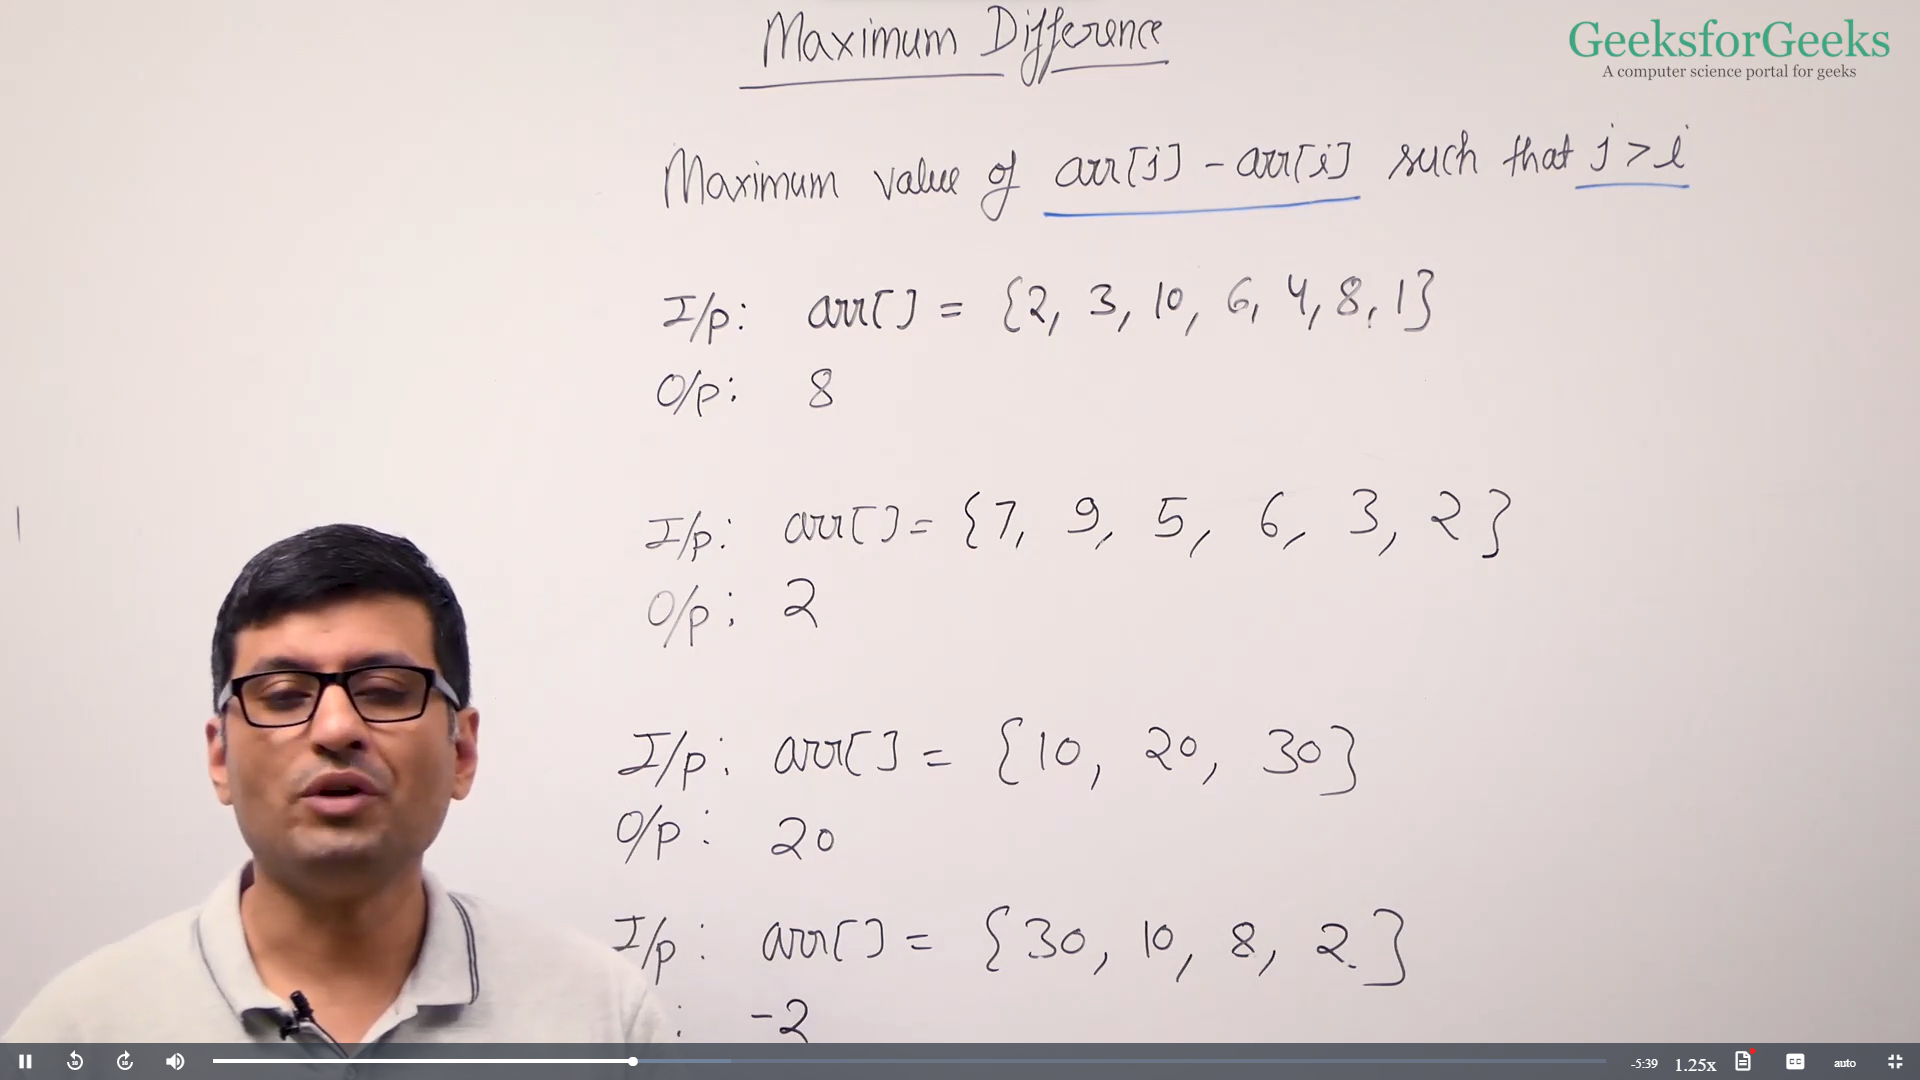 Maximum Difference
GeeksforGeeks
A computer science portal for geeks
Maximum value of arr[j] - arr[i] such that j > i
I/p: arr[] = {2, 3, 10, 6, 4, 8, 1}
O/p: 8
I/p: arr[] = {7, 9, 5, 6, 3, 2}
O/p: 2
I/p: arr[] = {10, 20, 30}
O/p: 20
I/p: arr[] = {30, 10, 8, 2}
: -2
-5:39 1.25x CC auto